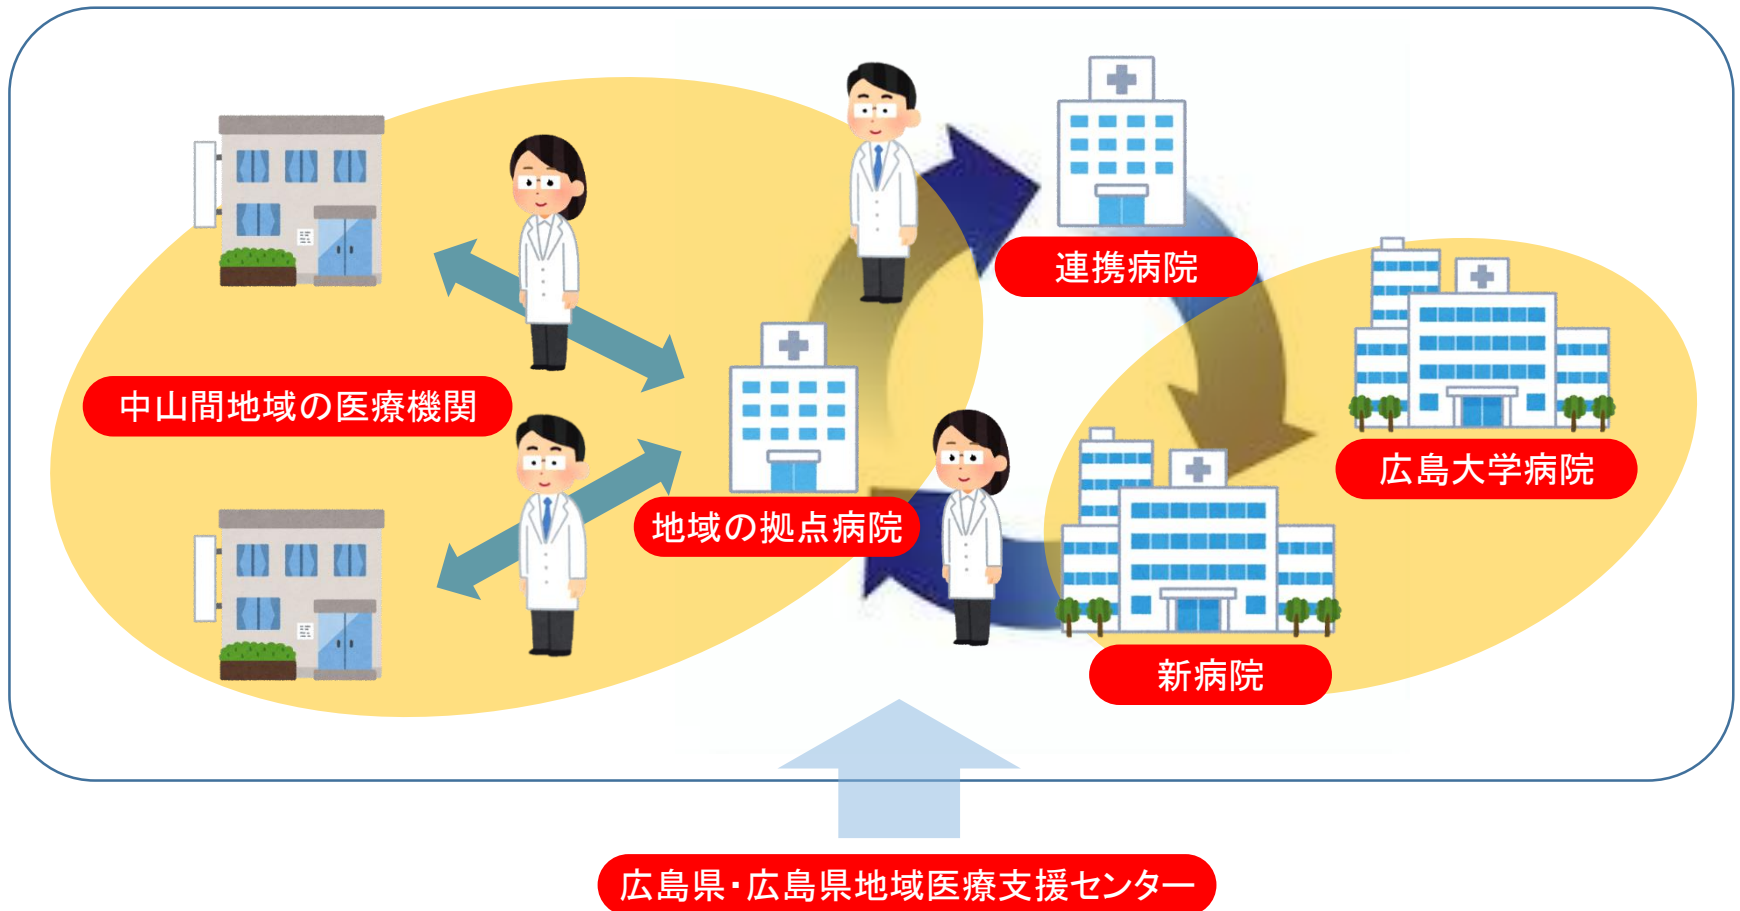 連携病院
中山間地域の医療機関
広島大学病院
地域の拠点病院
新病院
広島県・広島県地域医療支援センター